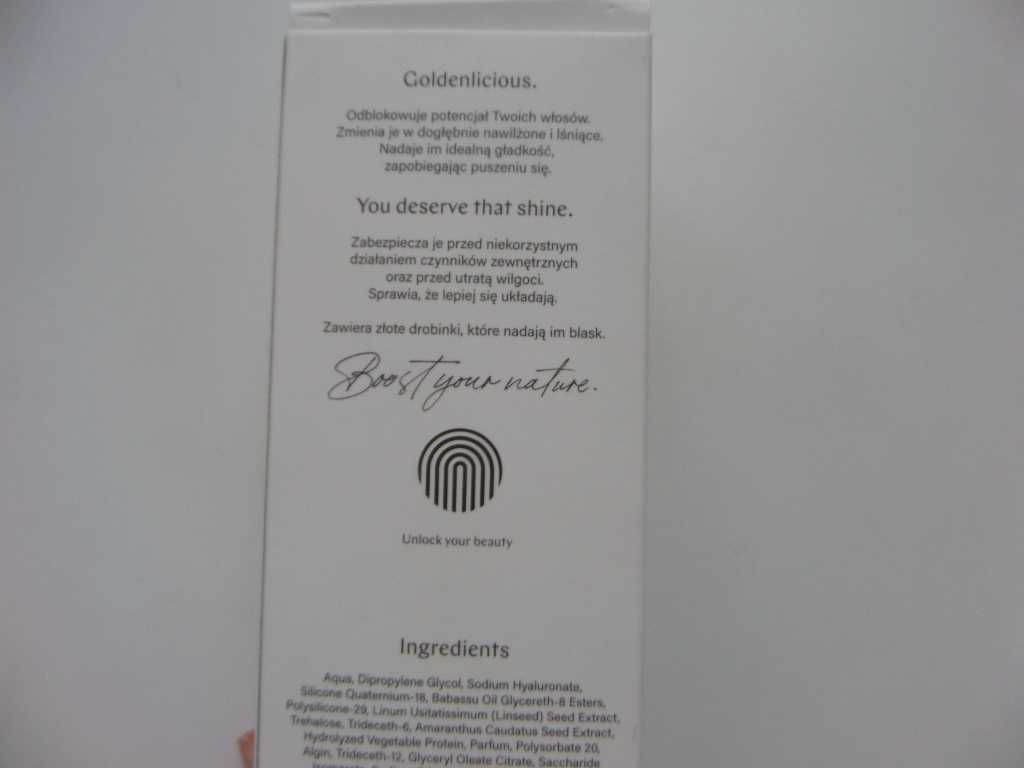 Goldenlicious.
Odblokowuje potencjał Twoich włosów.
Zmienia je w dogłębnie nawilżone i lśniące.
Nadaje im idealną gładkość,
zapobiegając puszeniu się.
You deserve that shine.
Zabezpiecza je przed niekorzystnym
działaniem czynników zewnętrznych
oraz przed utratą wilgoci.
Sprawia, że lepiej się układają.
Zawiera złote drobinki, które nadają im blask.
Boost your nature.
Unlock your beauty
Ingredients
Aqua, Dipropylene Glycol, Sodium Hyaluronate,
Silicone Quaternium-18, Babassu Oil Glycereth-8 Esters,
Polysilicone-29, Linum Usitatissimum (Linseed) Seed Extract,
Trehalose, Trideceth-6, Amaranthus Caudatus Seed Extract,
Hydrolyzed Vegetable Protein, Parfum, Polysorbate 20,
Algin, Trideceth-12, Glyceryl Oleate Citrate, Saccharide